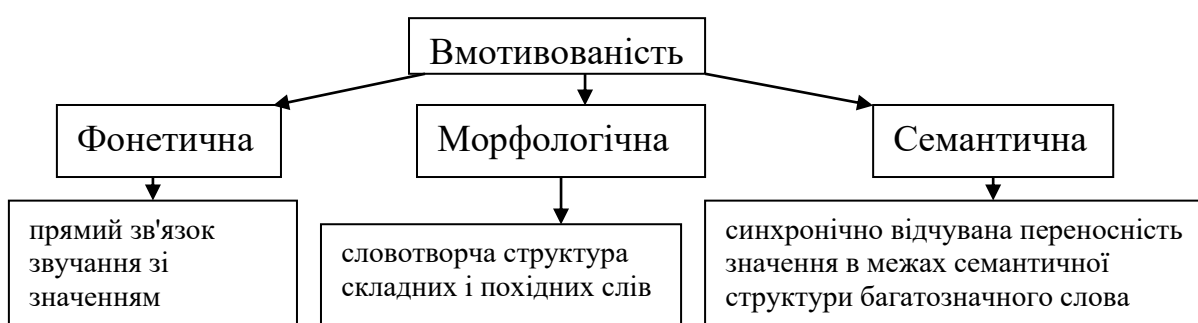 Вмотивованість
Фонетична
Морфологічна
Семантична
прямий зв'язок
звучання зі
значенням
словотворча структура
складних і похідних слів
синхронічно відчувана переносність
значення в межах семантичної
структури багатозначного слова